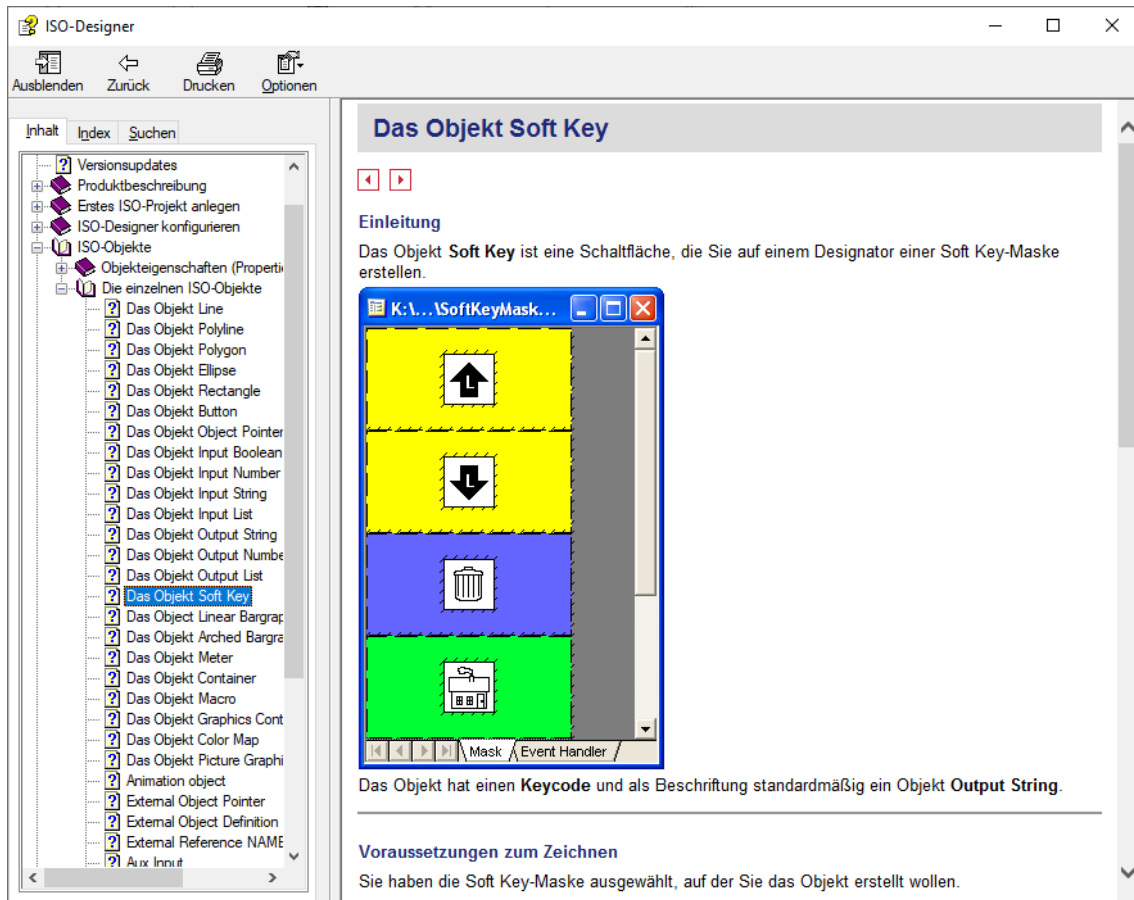 ISO-Designer
Ausblenden Zurück Drucken Optionen
Inhalt Index Suchen
Versionsupdates
Produktbeschreibung
Erstes ISO-Projekt anlegen
ISO-Designer konfigurieren
ISO-Objekte
Objekteigenschaften (Properti
Die einzelnen ISO-Objekte
Das Objekt Line
Das Objekt Polyline
Das Objekt Polygon
Das Objekt Ellipse
Das Objekt Rectangle
Das Objekt Button
Das Objekt Object Pointer
Das Objekt Input Boolean
Das Objekt Input Number
Das Objekt Input String
Das Objekt Input List
Das Objekt Output String
Das Objekt Output Numbe
Das Objekt Output List
Das Objekt Soft Key
Das Object Linear Bargrap
Das Objekt Arched Bargra
Das Objekt Meter
Das Objekt Container
Das Objekt Macro
Das Objekt Graphics Cont
Das Objekt Color Map
Das Objekt Picture Graphi
Animation object
External Object Pointer
External Object Definition
External Reference NAME
Aux Input
Das Objekt Soft Key
Einleitung
Das Objekt Soft Key ist eine Schaltfläche, die Sie auf einem Designator einer Soft Key-Maske
erstellen.
K:\...\SoftKeyMask...
L
L
Mask Event Handler
Das Objekt hat einen Keycode und als Beschriftung standardmäßig ein Objekt Output String.
Voraussetzungen zum Zeichnen
Sie haben die Soft Key-Maske ausgewählt, auf der Sie das Objekt erstellt wollen.